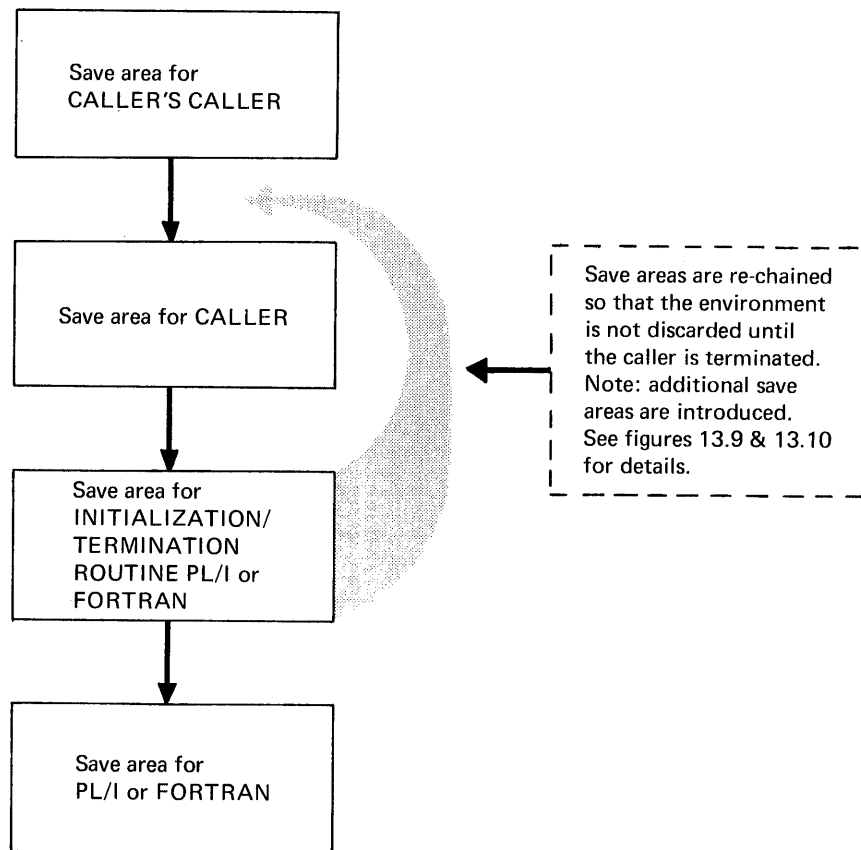 Save area for
CALLER'S CALLER
Save area for CALLER
Save area for
INITIALIZATION/
TERMINATION
ROUTINE PL/I or
FORTRAN
Save area for
PL/I or FORTRAN
Save areas are re-chained
so that the environment
is not discarded until
the caller is terminated.
Note: additional save
areas are introduced.
See figures 13.9 & 13.10
for details.